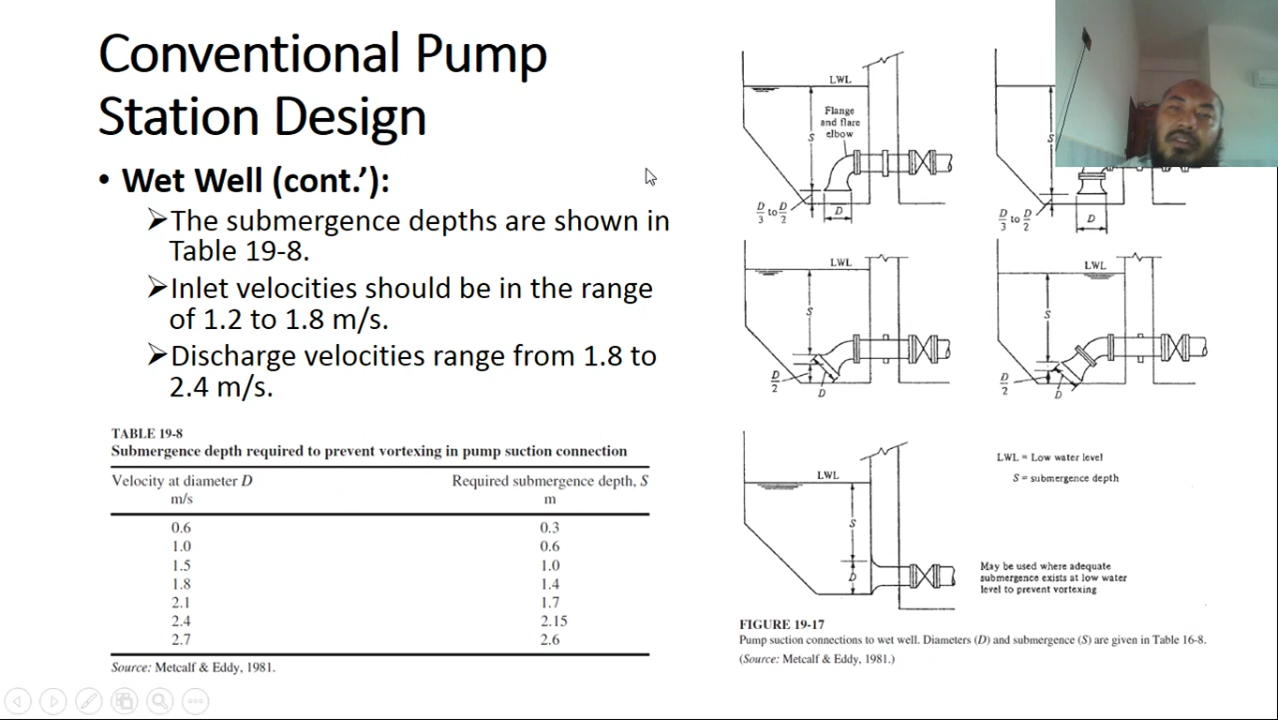 Conventional Pump
Station Design
• Wet Well (cont.’):
➢The submergence depths are shown in
Table 19-8.
➢Inlet velocities should be in the range
of 1.2 to 1.8 m/s.
➢Discharge velocities range from 1.8 to
2.4 m/s.
TABLE 19-8
Submergence depth required to prevent vortexing in pump suction connection
Velocity at diameter D Required submergence depth, S
m/s m
0.6 0.3
1.0 0.6
1.5 1.0
1.8 1.4
2.1 1.7
2.4 2.15
2.7 2.6
Source: Metcalf & Eddy, 1981.
LWL
Flange
and flare
elbow
S
D/3 to D/2
D
S
D/3 to D/2
D
LWL
S
D/2
D
LWL
S
D/2
D
LWL
S
D
LWL = Low water level
S = submergence depth
May be used where adequate
submergence exists at low water
level to prevent vortexing
FIGURE 19-17
Pump suction connections to wet well. Diameters (D) and submergence (S) are given in Table 16-8.
(Source: Metcalf & Eddy, 1981.)